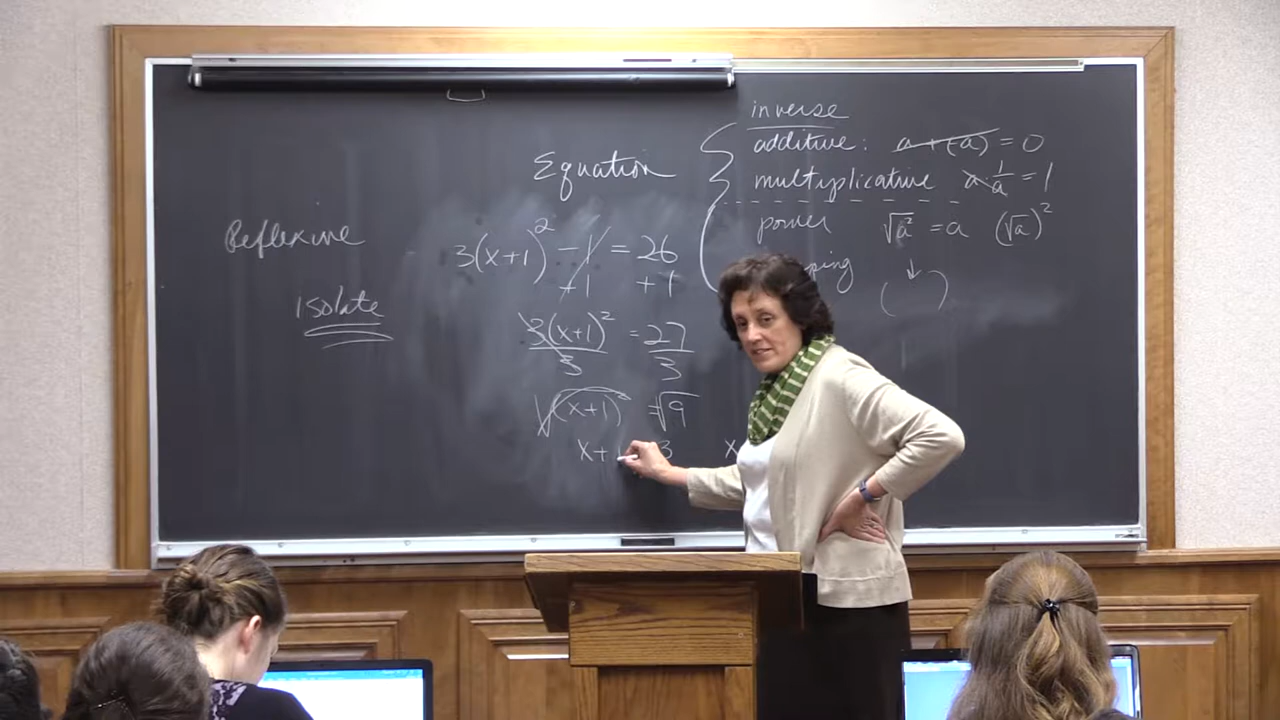 Reflexive
isolate
Equation
3(x+1)² - 1 = 26
+1 +1
3(x+1)² = 27
3 3
√(x+1)² = √9
x+1 3
x
inverse
additive: a + (-a) = 0
multiplicative a · 1/a = 1
power √a² = a (√a)²
( )